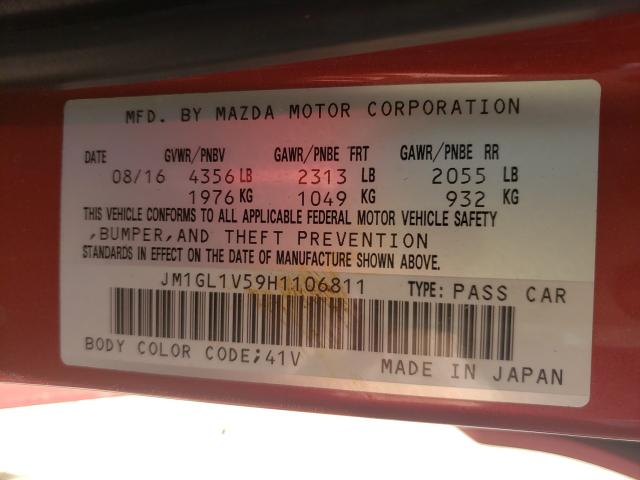 MFD. BY MAZDA MOTOR CORPORATION
DATE GVWR/PNBV GAWR/PNBE FRT GAWR/PNBE RR
08/16 4356 LB 2313 LB 2055 LB
1976 KG 1049 KG 932 KG
THIS VEHICLE CONFORMS TO ALL APPLICABLE FEDERAL MOTOR VEHICLE SAFETY
,BUMPER,AND THEFT PREVENTION
STANDARDS IN EFFECT ON THE DATE OF MANUFACTURE SHOWN ABOVE.
JM1GL1V59H1106811 TYPE: PASS CAR
BODY COLOR CODE;41V MADE IN JAPAN